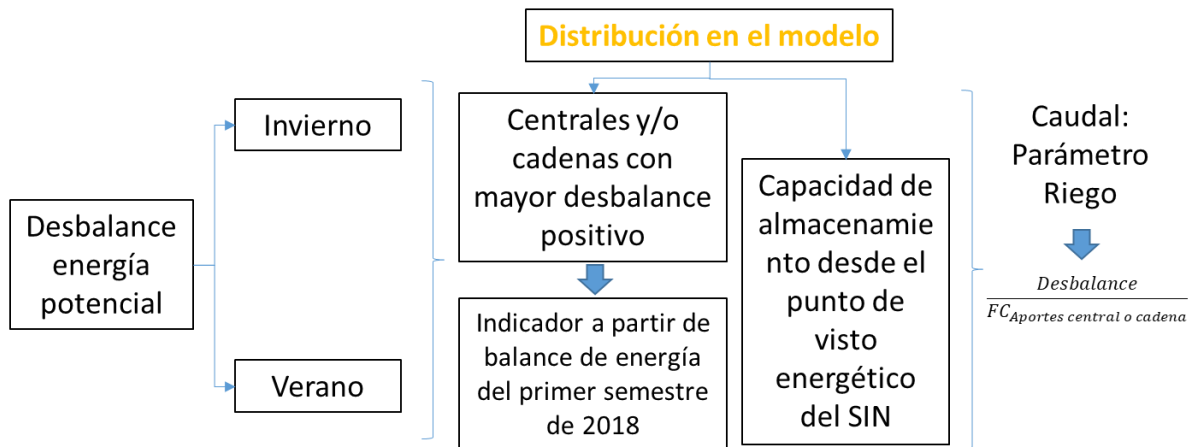 Distribución en el modelo
Desbalance
energía
potencial
Invierno
Verano
Centrales y/o
cadenas con
mayor desbalance
positivo
Indicador a partir de
balance de energía
del primer semestre
de 2018
Capacidad de
almacenamie
nto desde el
punto de
visto
energético
del SIN
Caudal:
Parámetro
Riego
Desbalance
FC Aportes central o cadena